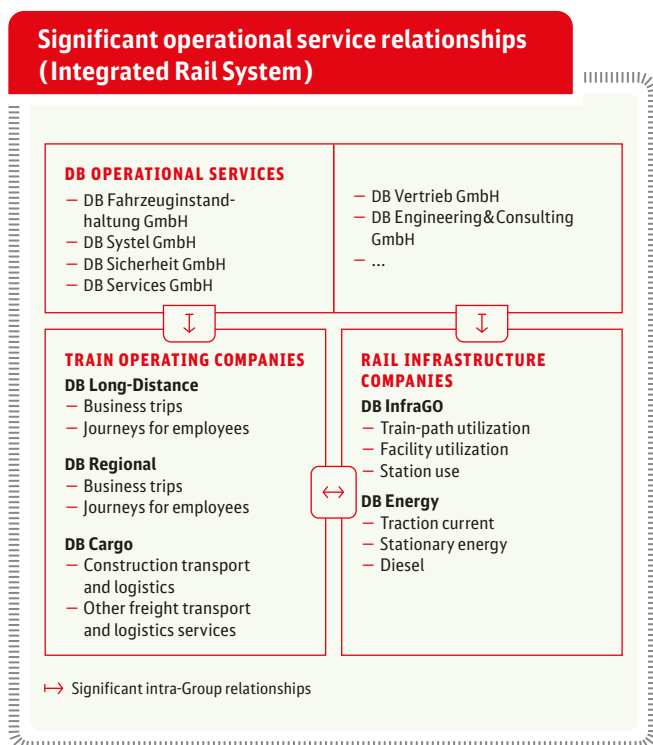 Significant operational service relationships
(Integrated Rail System)
DB OPERATIONAL SERVICES
– DB Fahrzeuginstand-
haltung GmbH
– DB Systel GmbH
– DB Sicherheit GmbH
– DB Services GmbH
– DB Vertrieb GmbH
– DB Engineering&Consulting
GmbH
– ...
TRAIN OPERATING COMPANIES
DB Long-Distance
– Business trips
– Journeys for employees
DB Regional
– Business trips
– Journeys for employees
DB Cargo
– Construction transport
and logistics
– Other freight transport
and logistics services
RAIL INFRASTRUCTURE
COMPANIES
DB InfraGO
– Train-path utilization
– Facility utilization
– Station use
DB Energy
– Traction current
– Stationary energy
– Diesel
↦ Significant intra-Group relationships